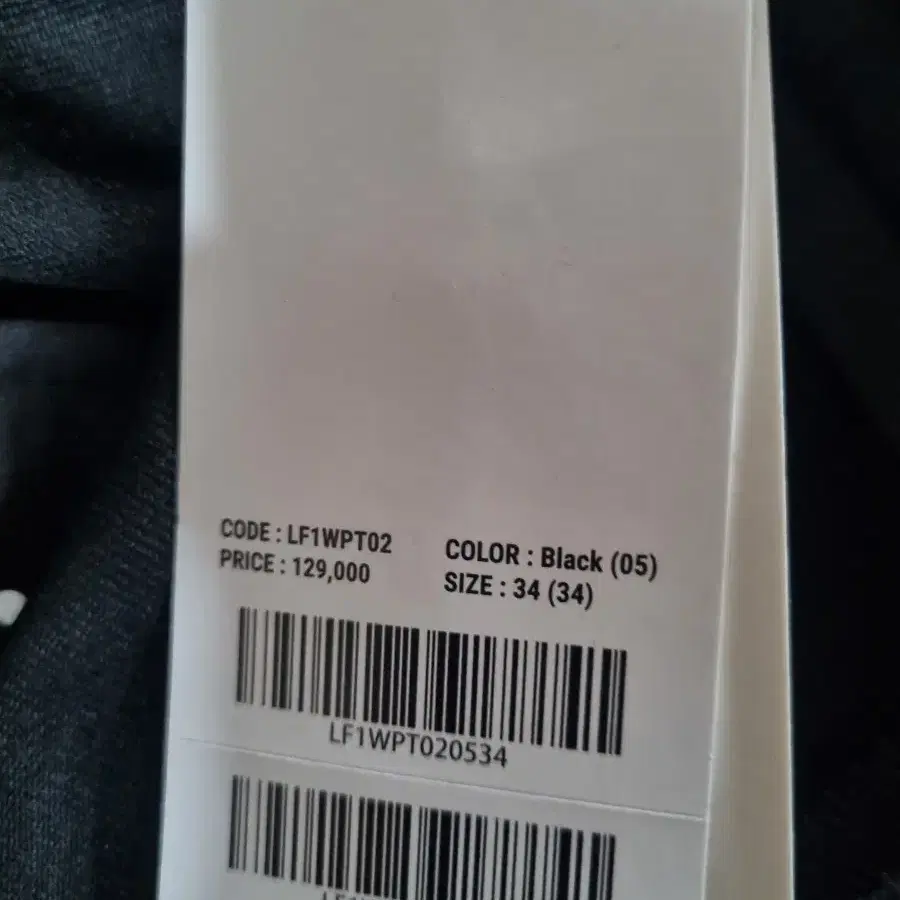 CODE : LF1WPT02
PRICE : 129,000
COLOR : Black (05)
SIZE : 34 (34)
LF1WPT020534